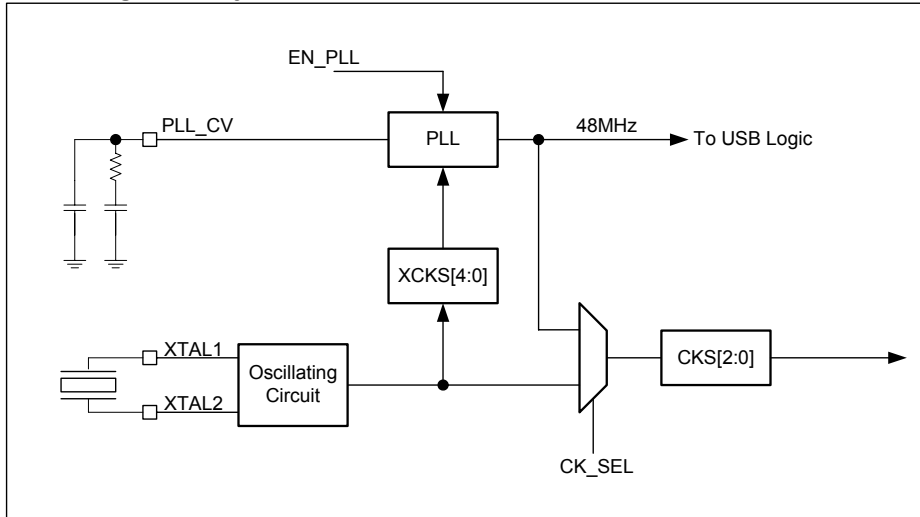 EN_PLL
PLL_CV
PLL
48MHz
To USB Logic
XCKS[4:0]
XTAL1
Oscillating
Circuit
XTAL2
CKS[2:0]
CK_SEL